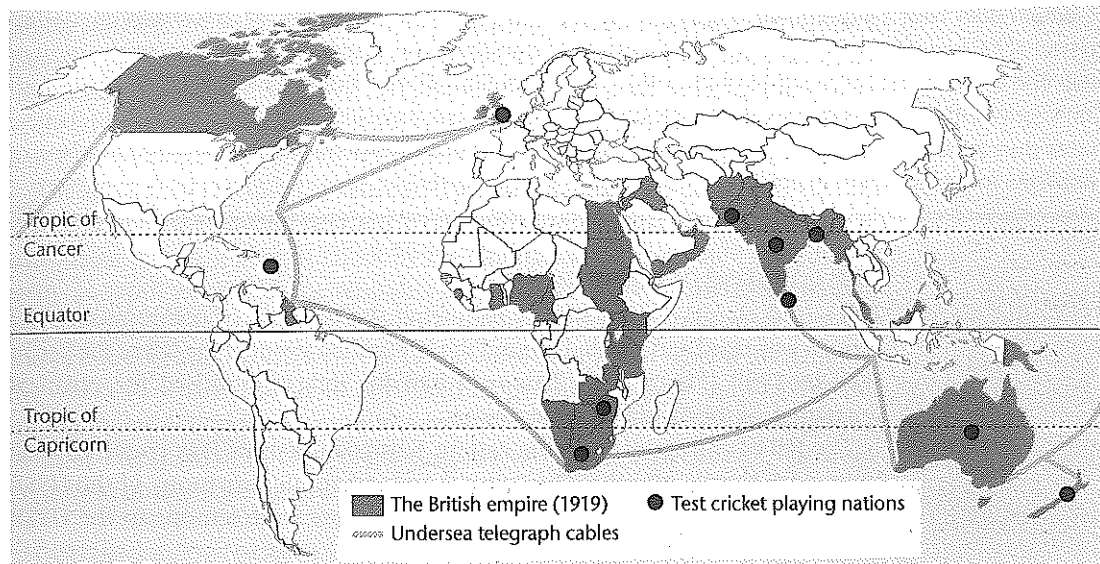 Tropic of
Cancer
Equator
Tropic of
Capricorn
The British empire (1919)
Test cricket playing nations
Undersea telegraph cables